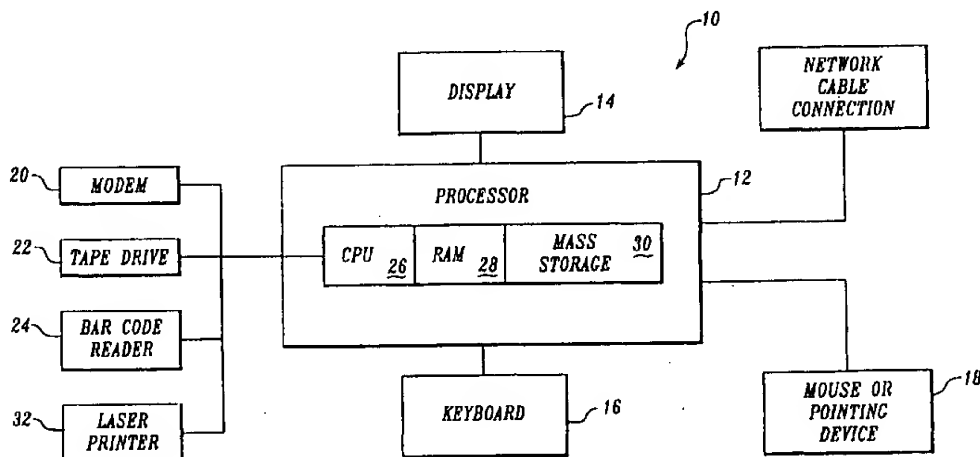 10
DISPLAY
14
NETWORK
CABLE
CONNECTION
20
MODEM
PROCESSOR
12
22
TAPE DRIVE
CPU 26
RAM 28
MASS
STORAGE
30
24
BAR CODE
READER
32
LASER
PRINTER
KEYBOARD
16
MOUSE OR
POINTING
DEVICE
18